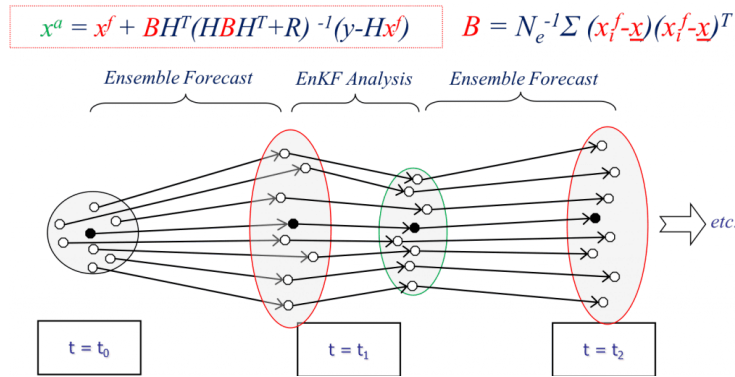 xᵃ = xᶠ + BHᵀ(HBHᵀ+R) ⁻¹(y-Hxᶠ) B = Nₑ⁻¹Σ (xᵢᶠ-x̲)(xᵢᶠ-x̲)ᵀ
Ensemble Forecast EnKF Analysis Ensemble Forecast
etc.
t = t₀ t = t₁ t = t₂